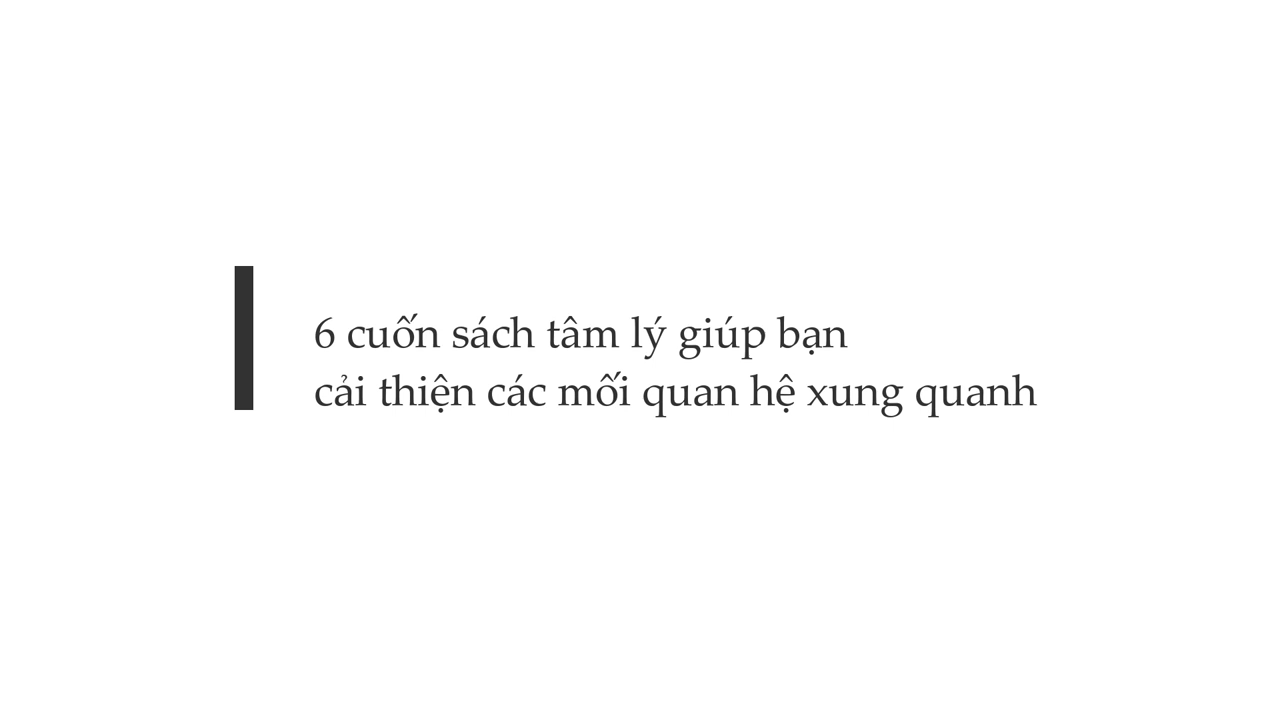 6 cuốn sách tâm lý giúp bạn
cải thiện các mối quan hệ xung quanh